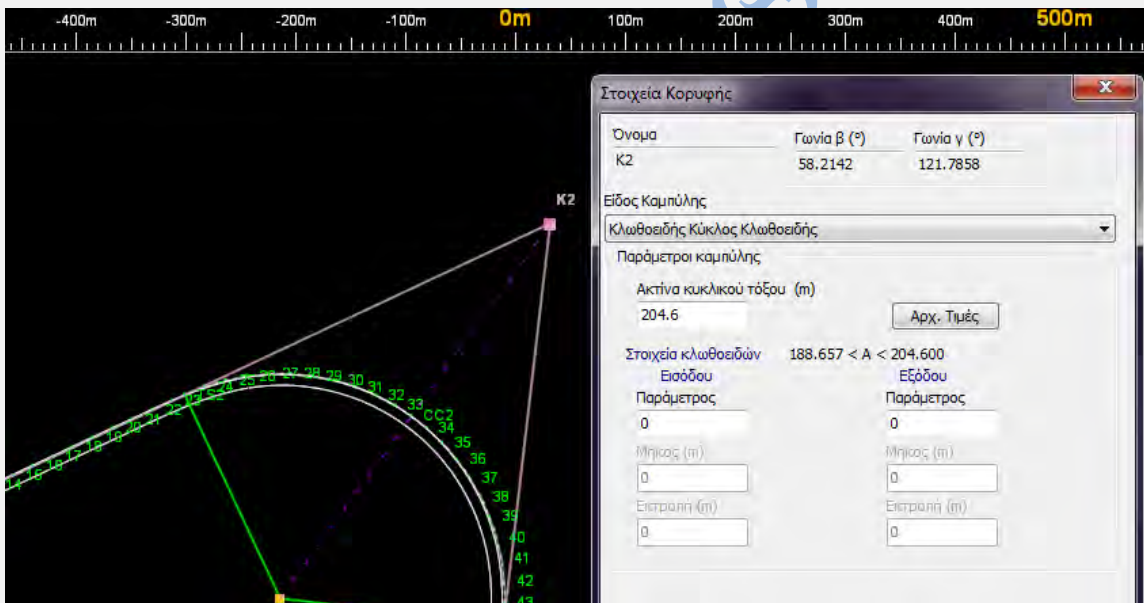 -400m -300m -200m -100m 0m 100m 200m 300m 400m 500m
Στοιχεία Κορυφής
Όνομα Γωνία β (°) Γωνία γ (°)
K2 58.2142 121.7858
Είδος Καμπύλης
Κλωθοειδής Κύκλος Κλωθοειδής
Παράμετροι καμπύλης
Ακτίνα κυκλικού τόξου (m)
204.6 Αρχ. Τιμές
Στοιχεία κλωθοειδών 188.657 < A < 204.600
Εισόδου Εξόδου
Παράμετρος Παράμετρος
0 0
Μήκος (m) Μήκος (m)
0 0
Εκτροπή (m) Εκτροπή (m)
0 0
K2
14 15 16 17 18 19 20 21 22 23 24 25 26 27 28 29 30 31 32 33
CC2
34
35
36
37
38
39
40
41
42
43